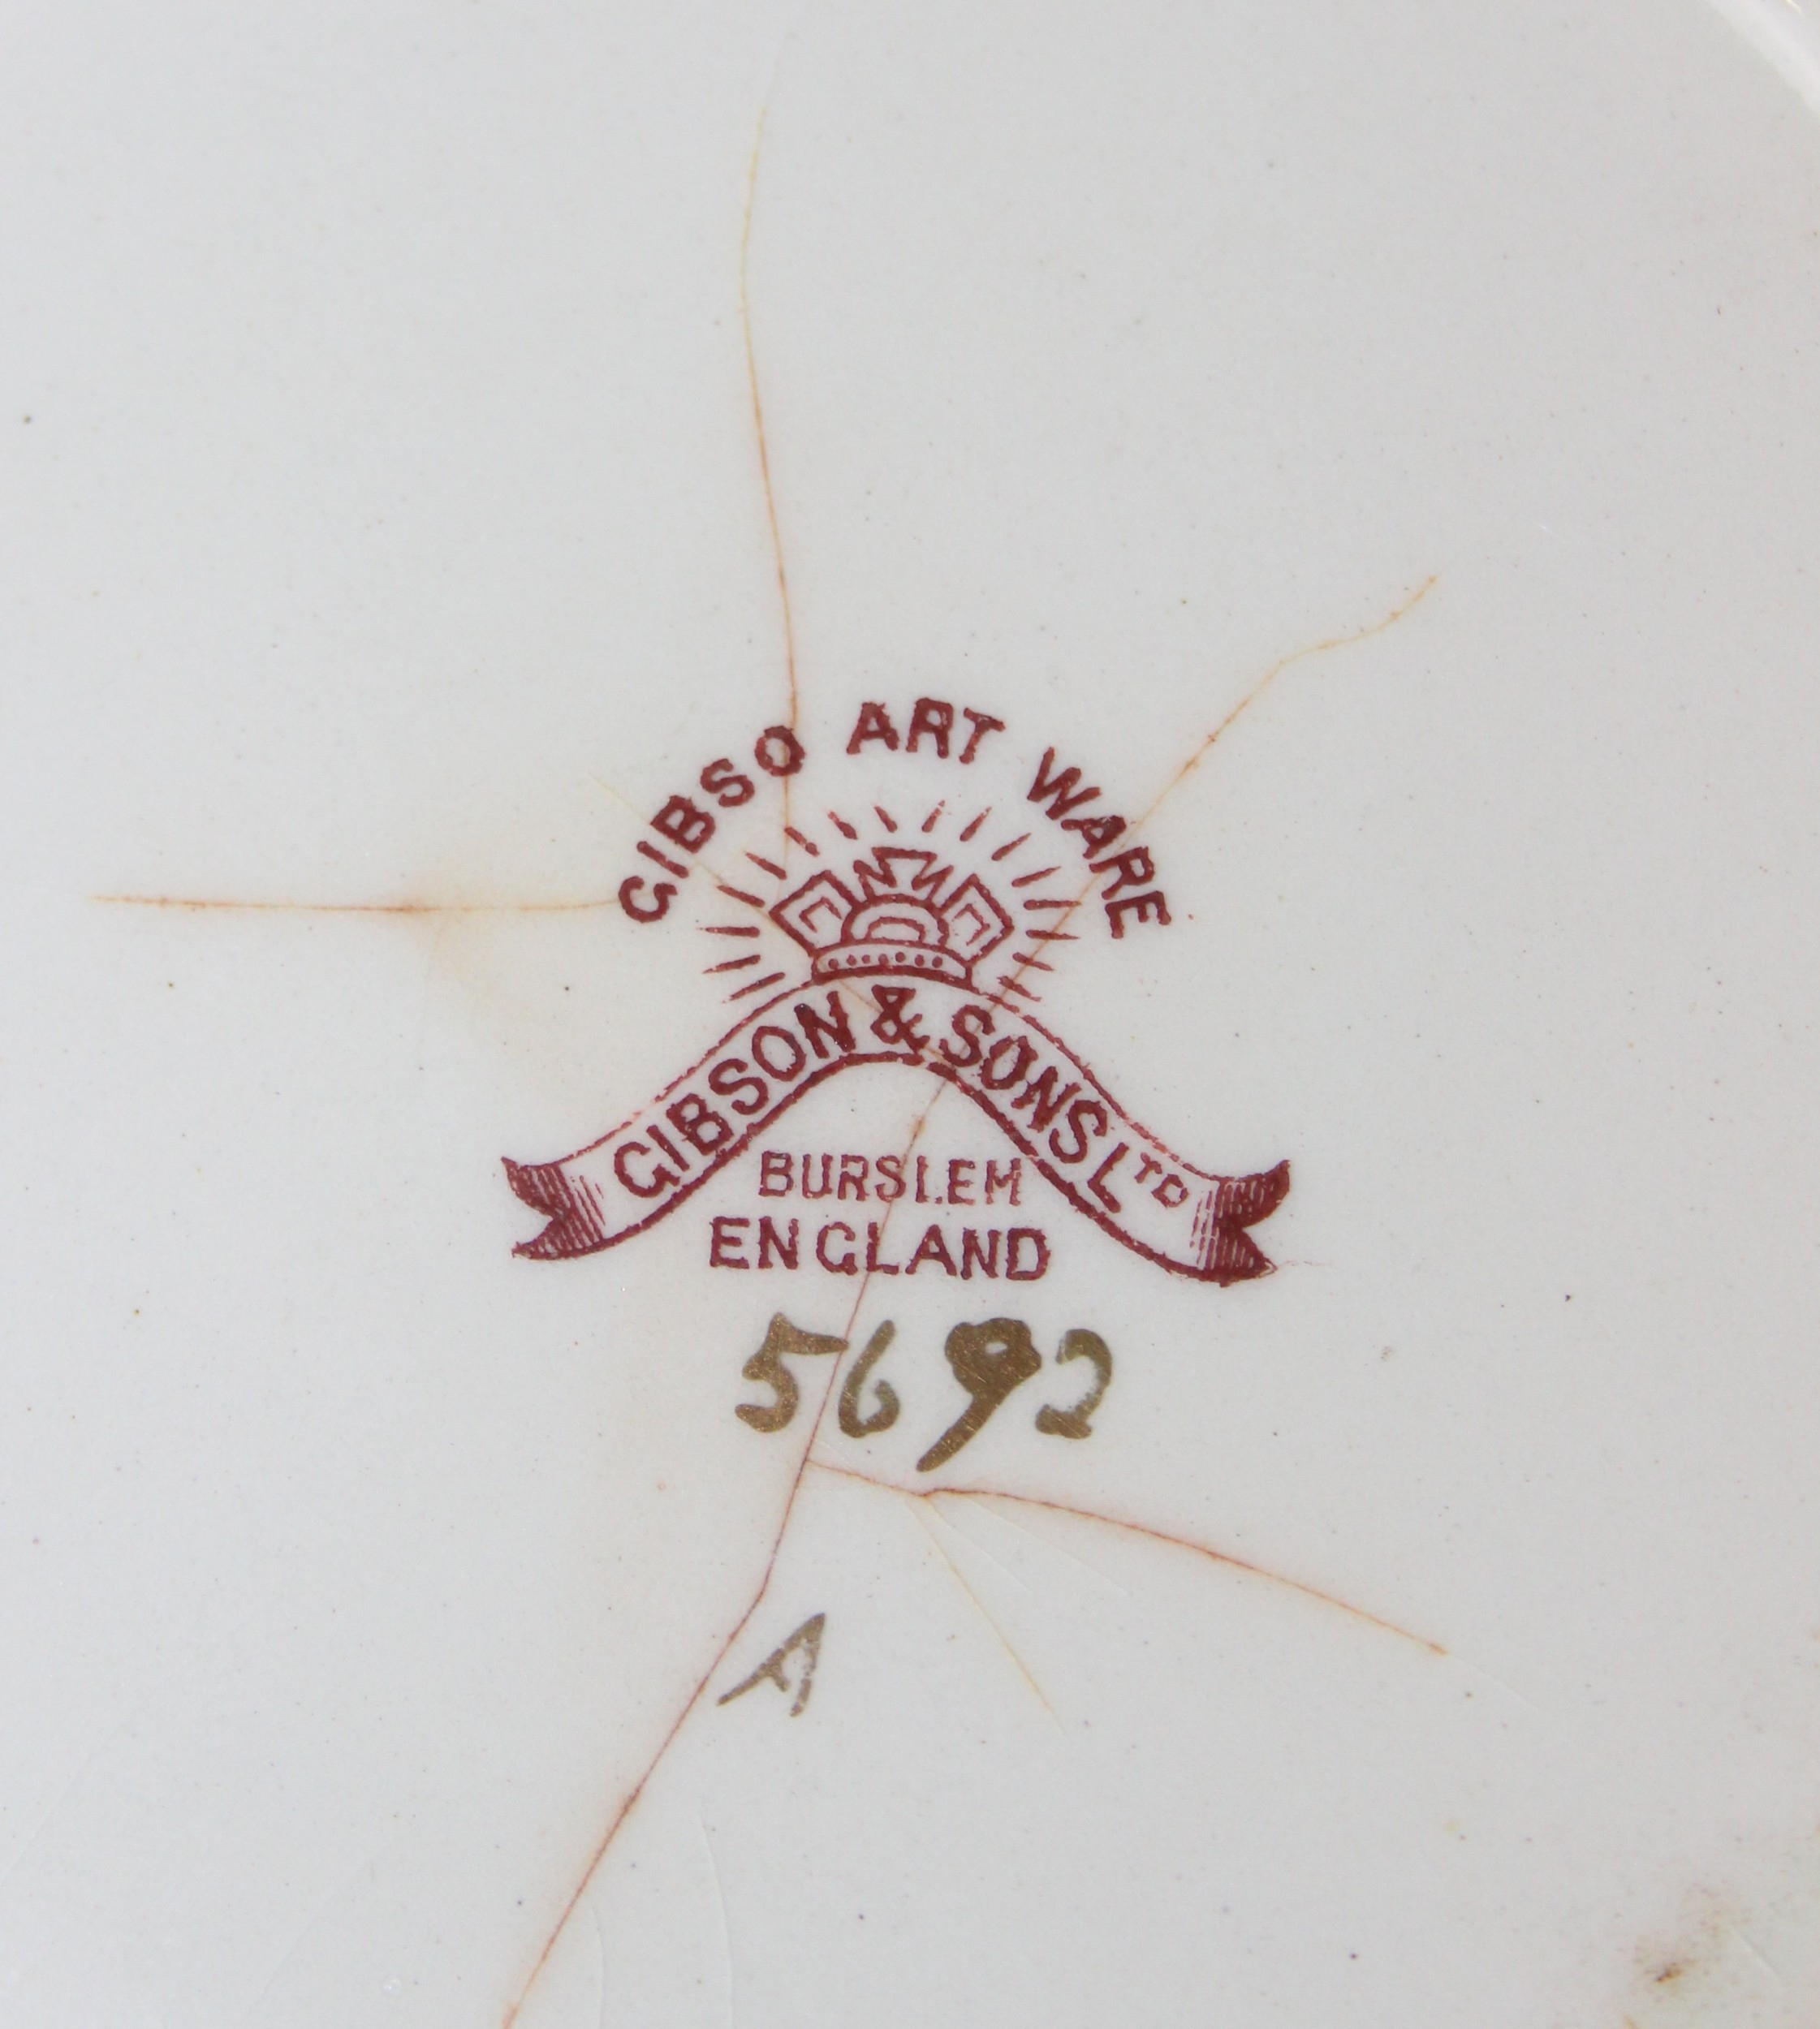 GIBSO ART WARE
GIBSON & SONS LTD
BURSLEM
ENGLAND
5692
A